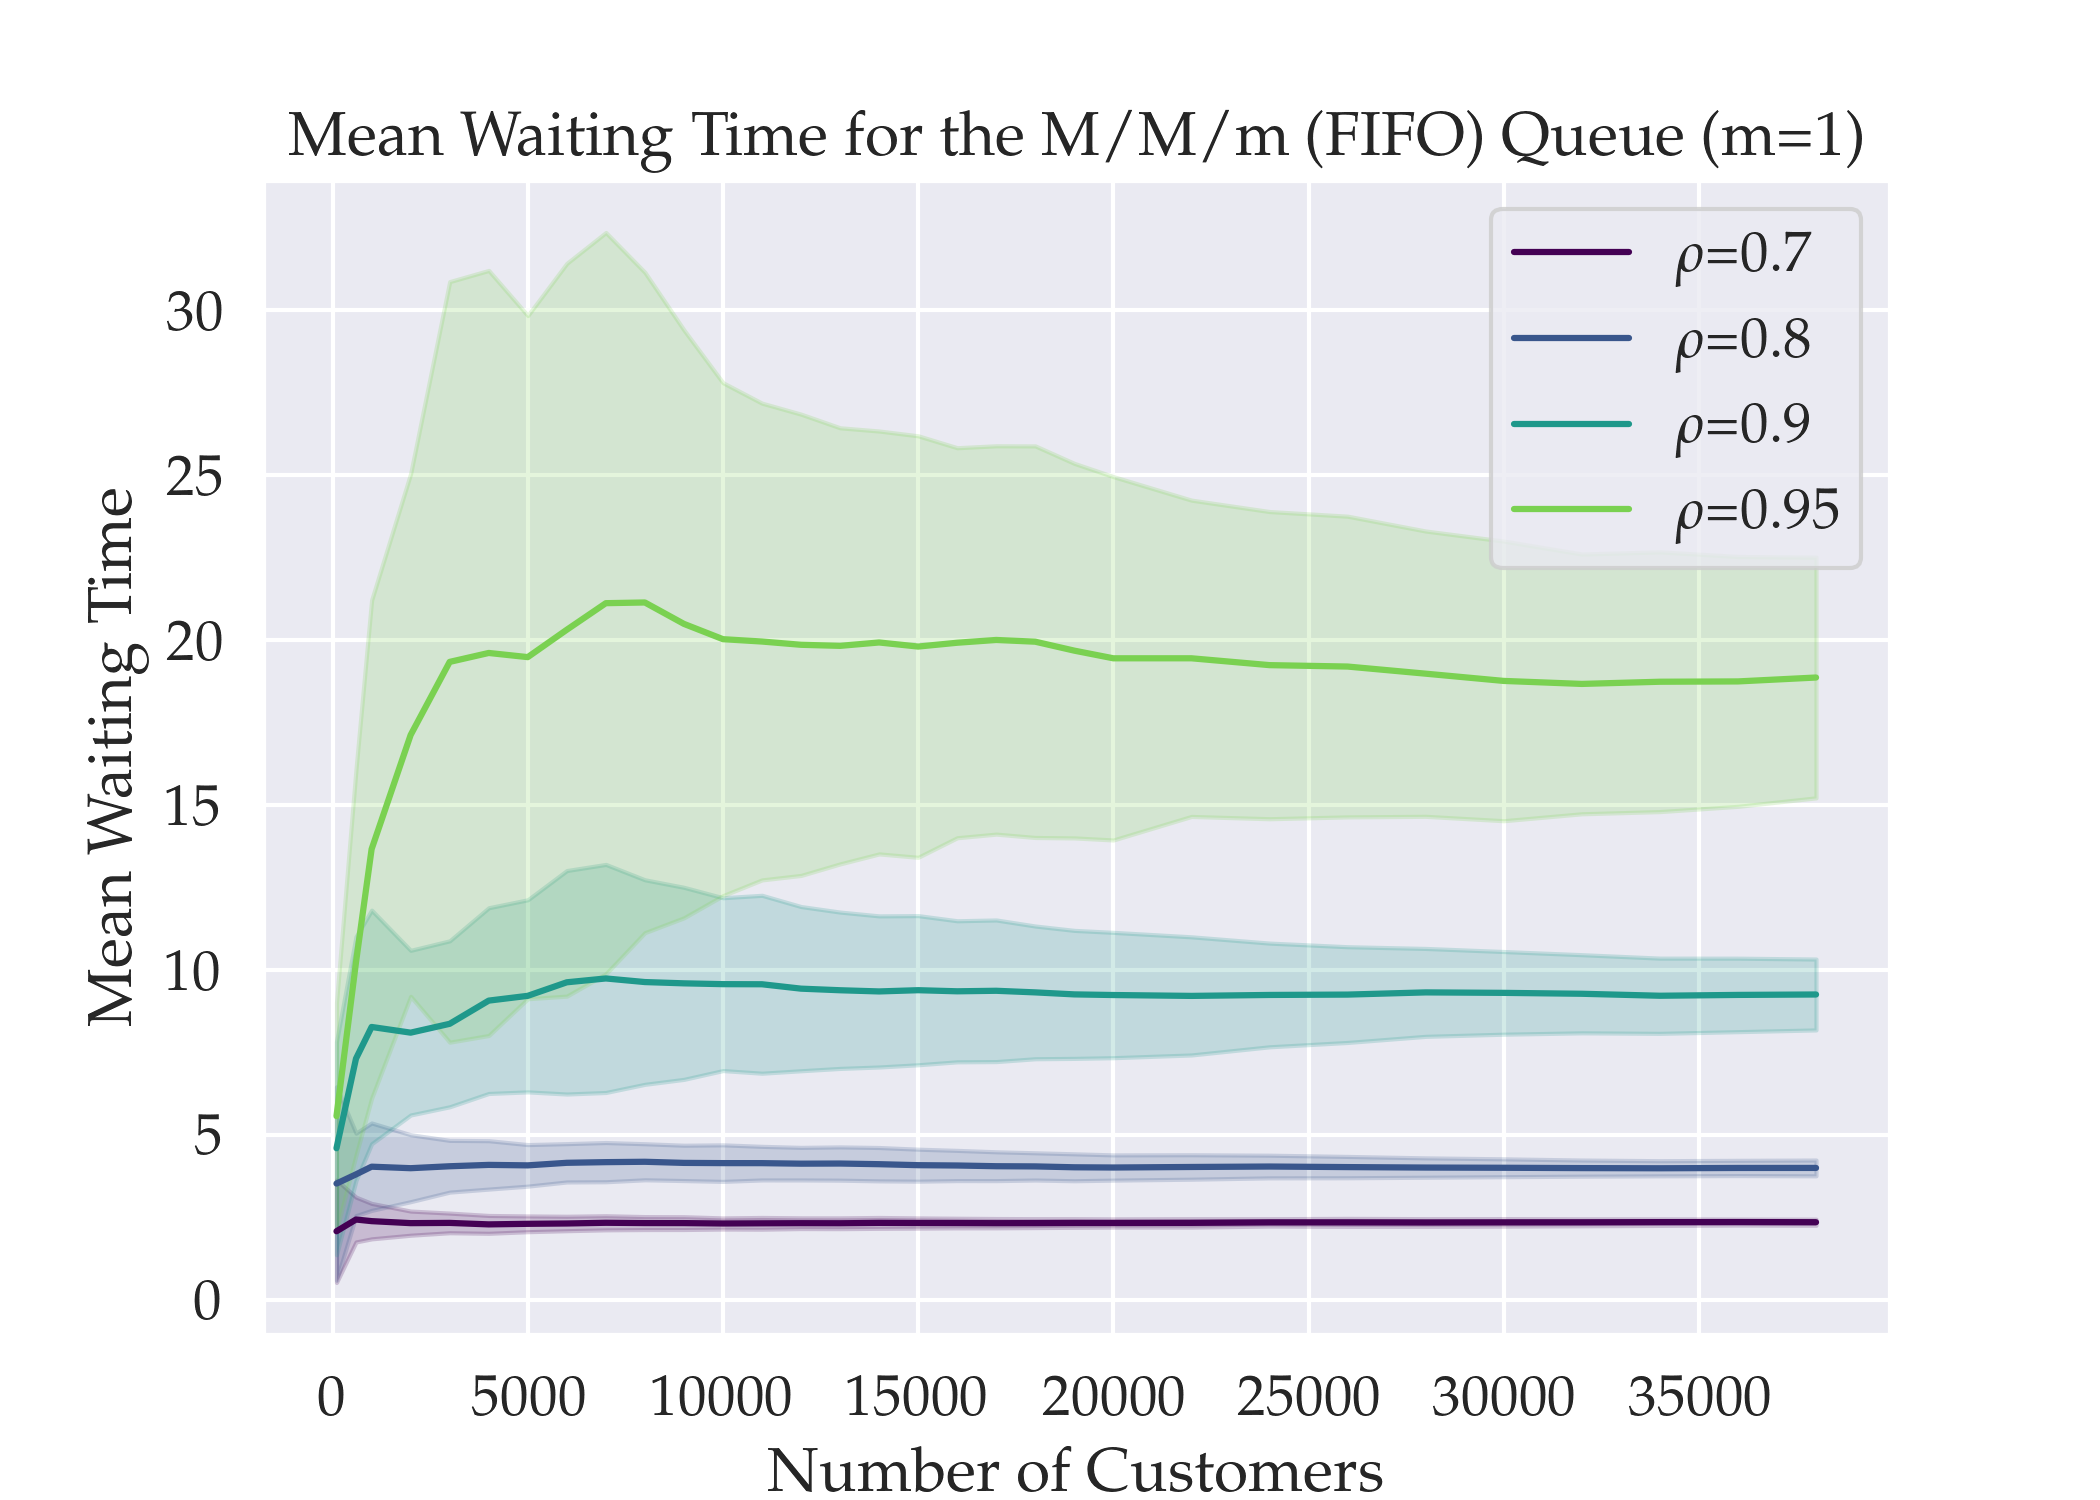 Mean Waiting Time for the M/M/m (FIFO) Queue (m=1)
ρ=0.7
ρ=0.8
ρ=0.9
ρ=0.95
Mean Waiting Time
30
25
20
15
10
5
0
0 5000 10000 15000 20000 25000 30000 35000
Number of Customers